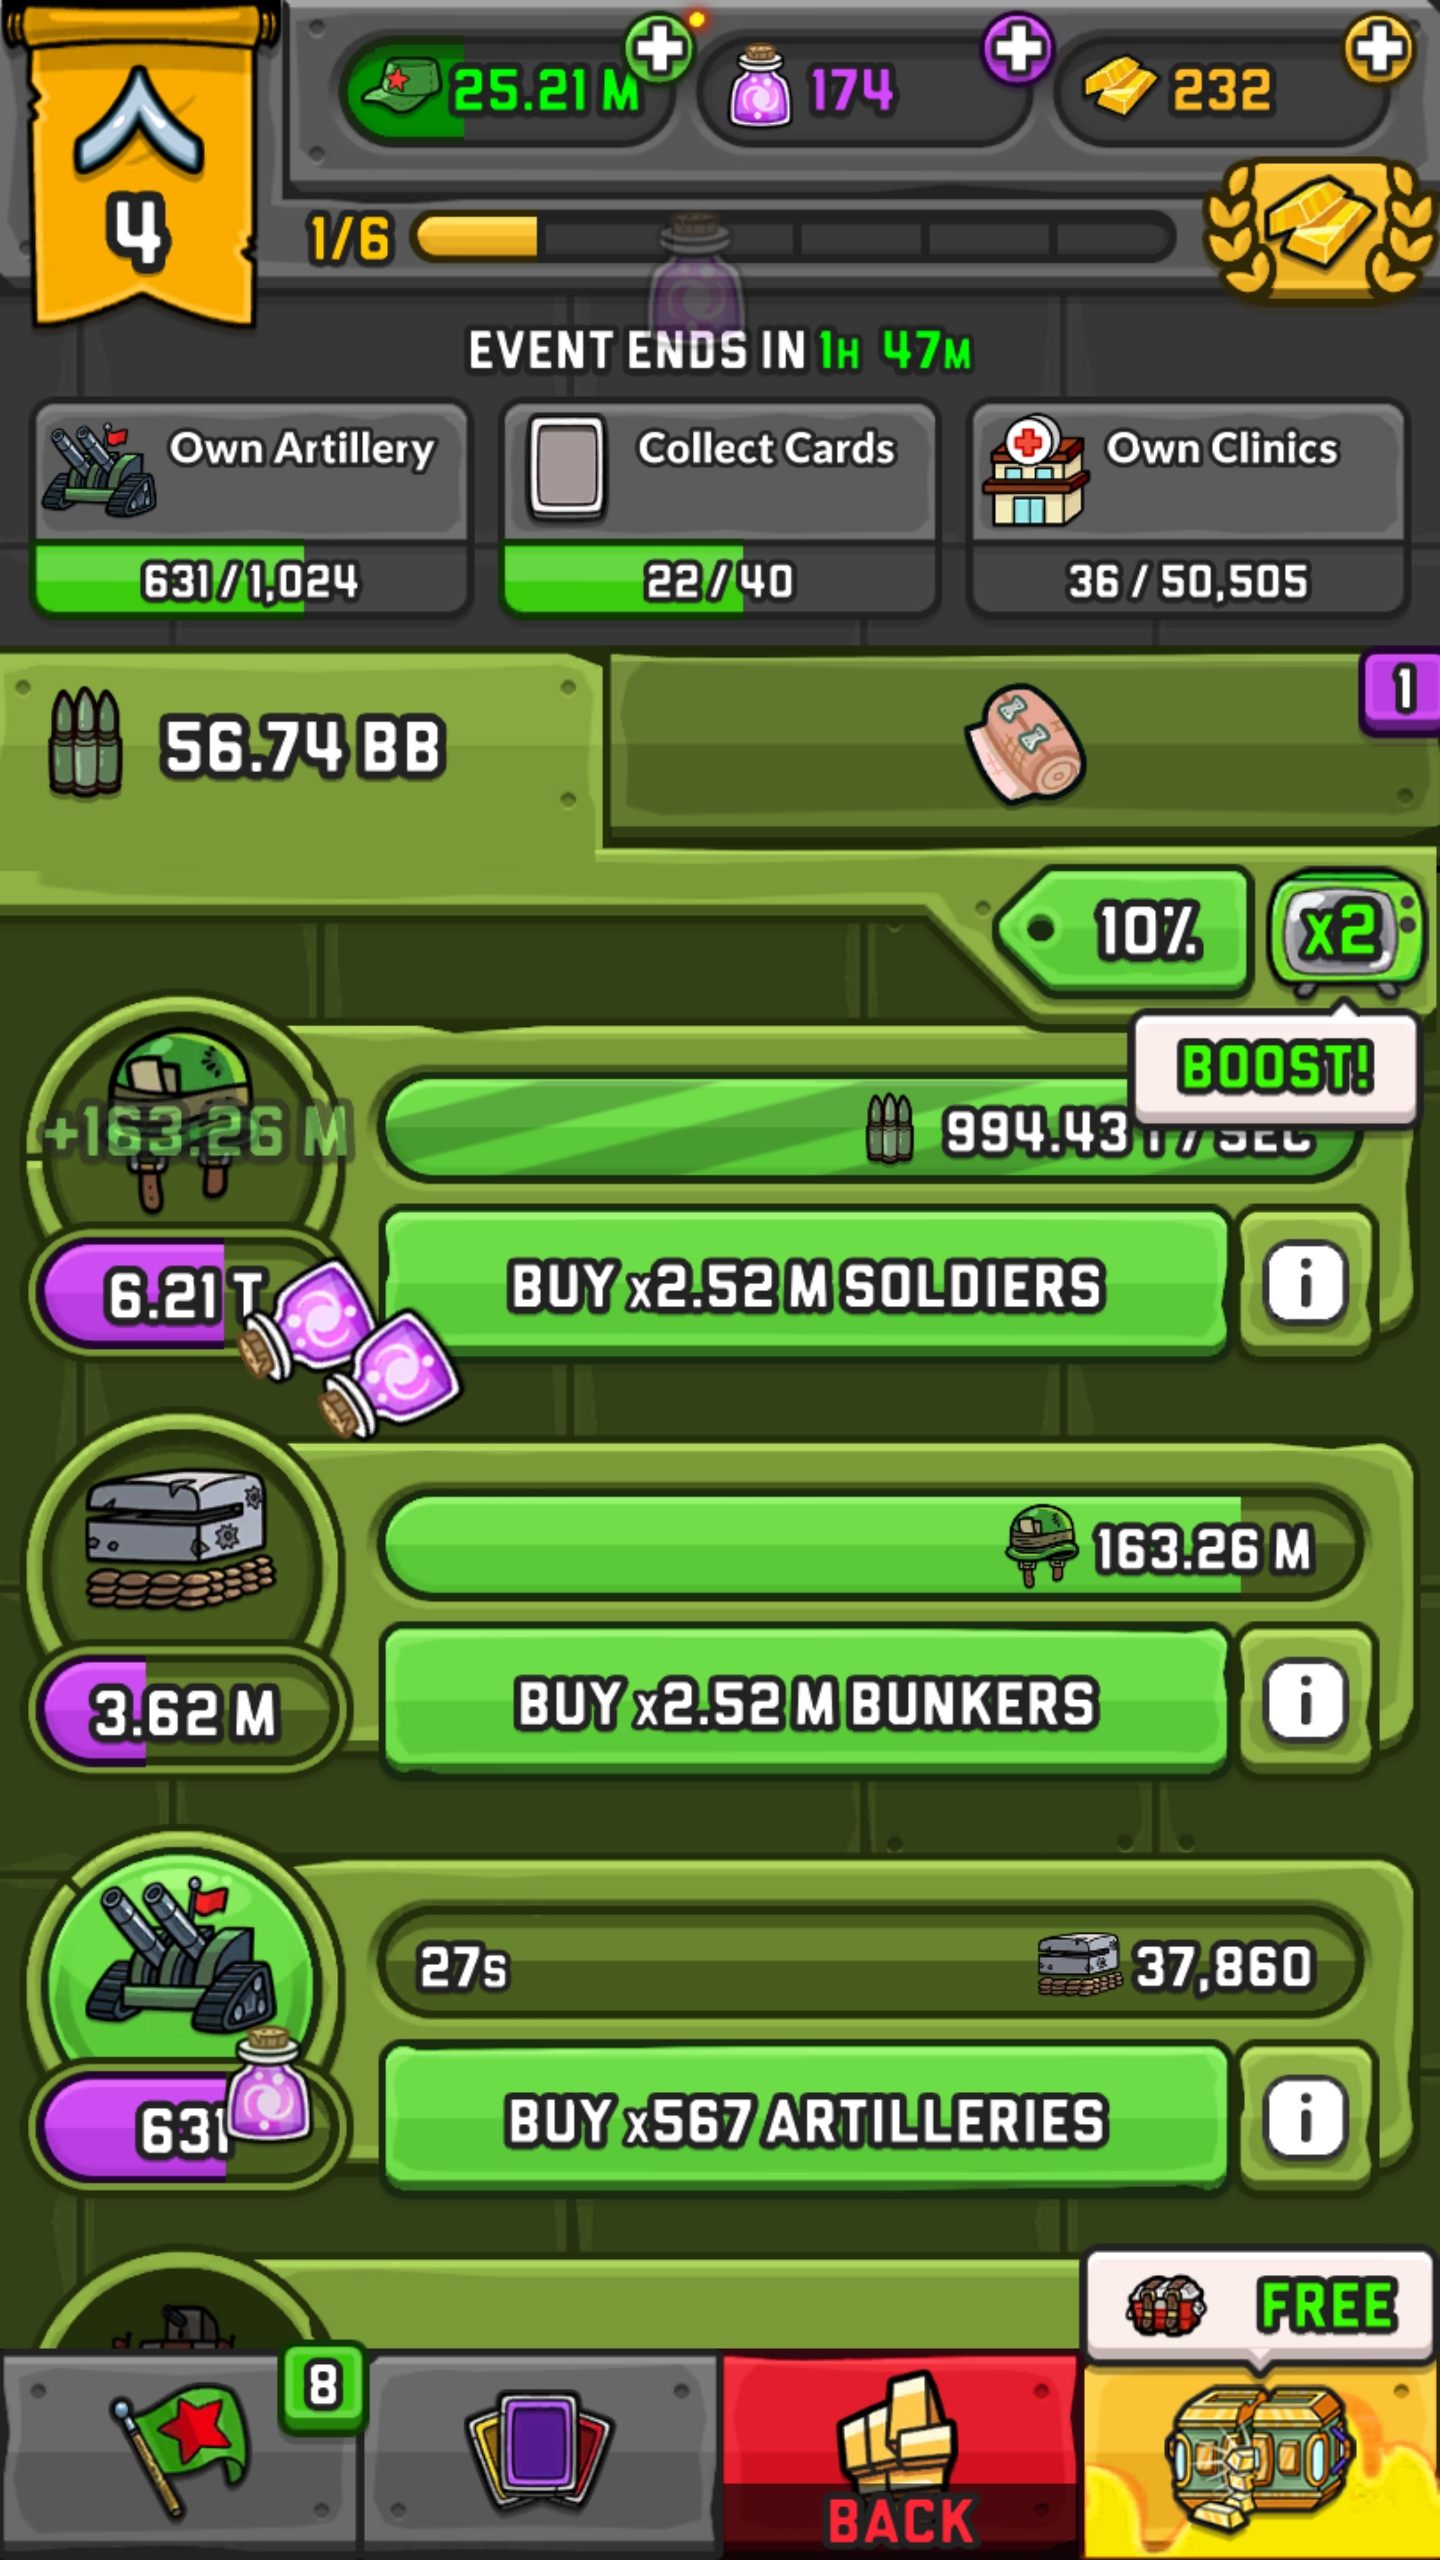 4
25.21 M
174
232
1/6
EVENT ENDS IN 1H 47M
Own Artillery
631/1,024
Collect Cards
22/40
Own Clinics
36/50,505
56.74 BB
1
10%
x2
BOOST!
+163.26 M
994.43 T/SEC
6.21 T
BUY x2.52 M SOLDIERS
163.26 M
3.62 M
BUY x2.52 M BUNKERS
27s
37,860
631
BUY x567 ARTILLERIES
FREE
8
BACK